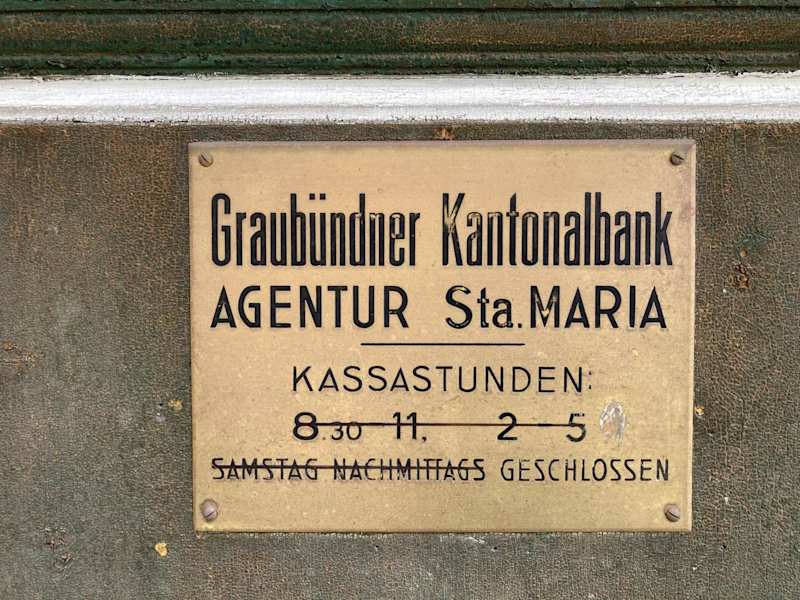 Graubündner Kantonalbank
AGENTUR Sta. MARIA
KASSASTUNDEN:
8.30 - 11, 2 - 5
SAMSTAG NACHMITTAGS GESCHLOSSEN